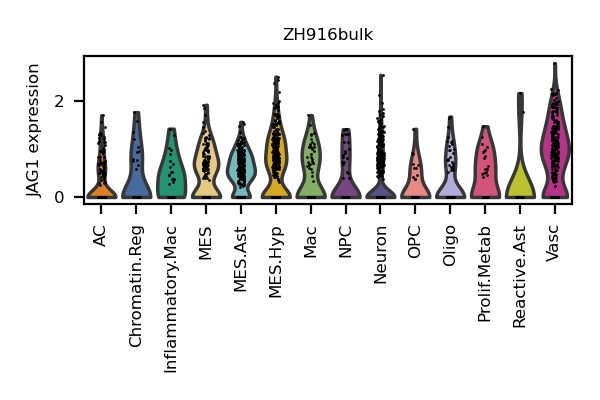 ZH916bulk
JAG1 expression
2
0
AC
Chromatin.Reg
Inflammatory.Mac
MES
MES.Ast
MES.Hyp
Mac
NPC
Neuron
OPC
Oligo
Prolif.Metab
Reactive.Ast
Vasc